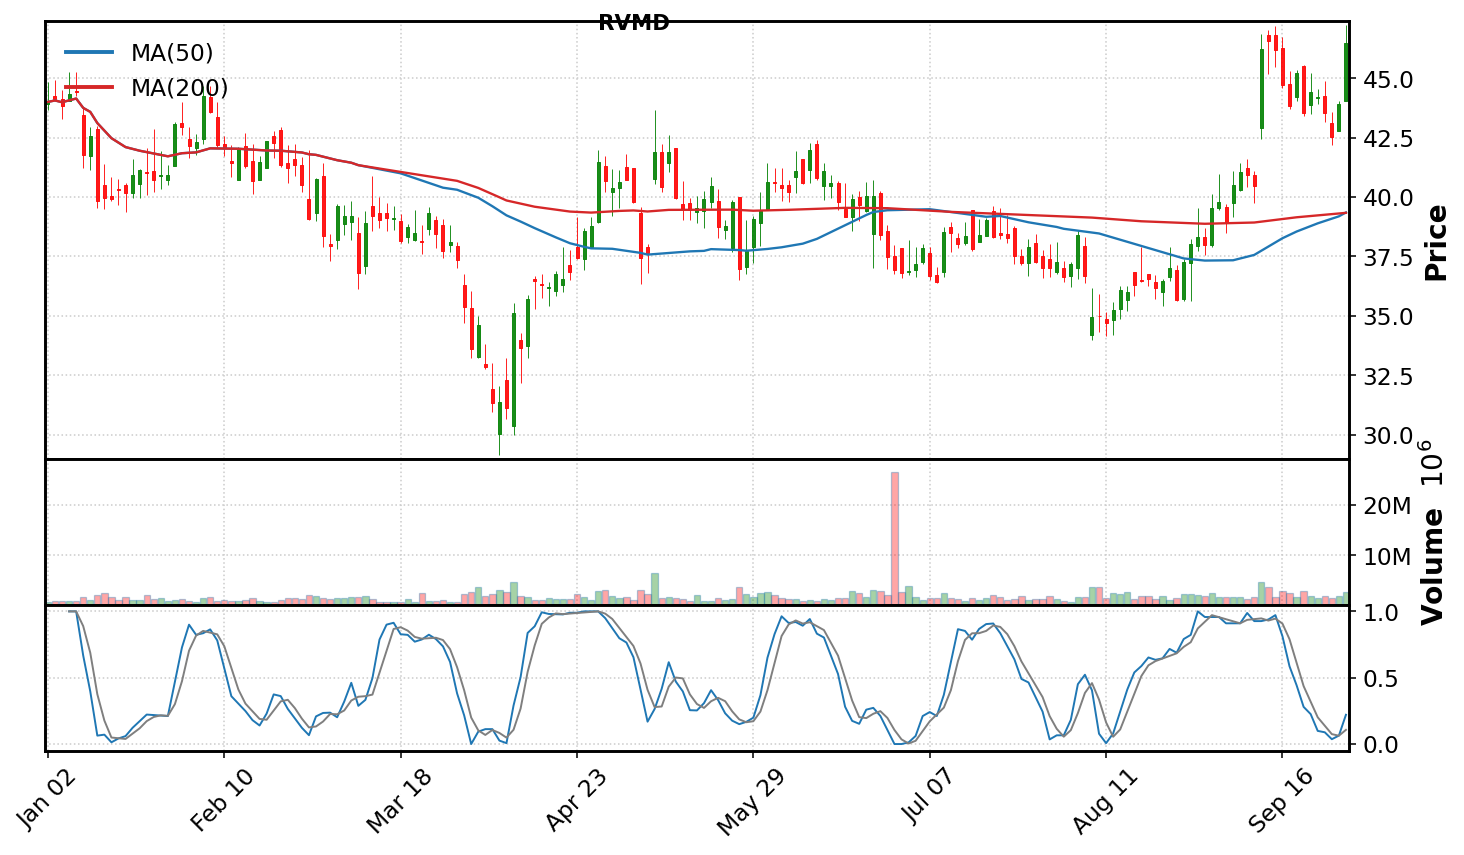 RVMD
MA(50)
MA(200)
45.0
42.5
40.0
37.5
35.0
32.5
30.0
Price
20M
10M
Volume 10^6
1.0
0.5
0.0
Jan 02
Feb 10
Mar 18
Apr 23
May 29
Jul 07
Aug 11
Sep 16